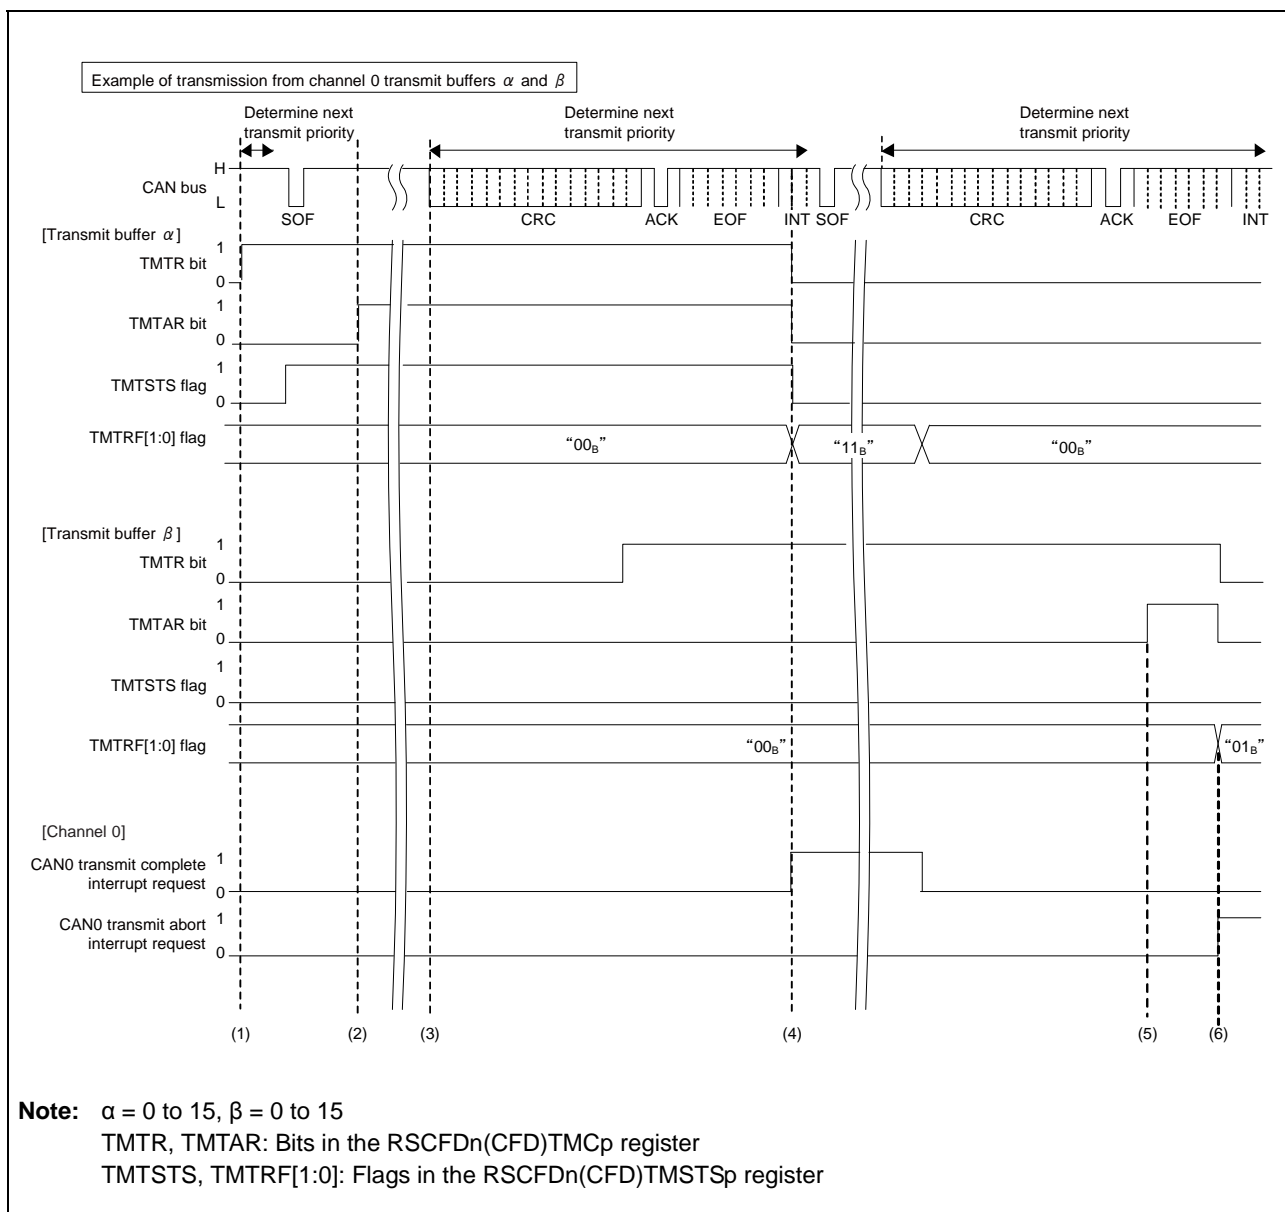 Example of transmission from channel 0 transmit buffers α and β
Determine next
transmit priority
Determine next
transmit priority
Determine next
transmit priority
H
CAN bus
L
SOF
CRC
ACK
EOF
INT
SOF
CRC
ACK
EOF
INT
[Transmit buffer α]
1
TMTR bit
0
1
TMTAR bit
0
1
TMTSTS flag
0
TMTRF[1:0] flag
“00B”
“11B”
“00B”
[Transmit buffer β]
1
TMTR bit
0
1
TMTAR bit
0
1
TMTSTS flag
0
TMTRF[1:0] flag
“00B”
“01B”
[Channel 0]
CAN0 transmit complete
interrupt request
1
0
CAN0 transmit abort
interrupt request
1
0
(1)
(2)
(3)
(4)
(5)
(6)
Note: α = 0 to 15, β = 0 to 15
TMTR, TMTAR: Bits in the RSCFDn(CFD)TMCp register
TMTSTS, TMTRF[1:0]: Flags in the RSCFDn(CFD)TMSTSp register